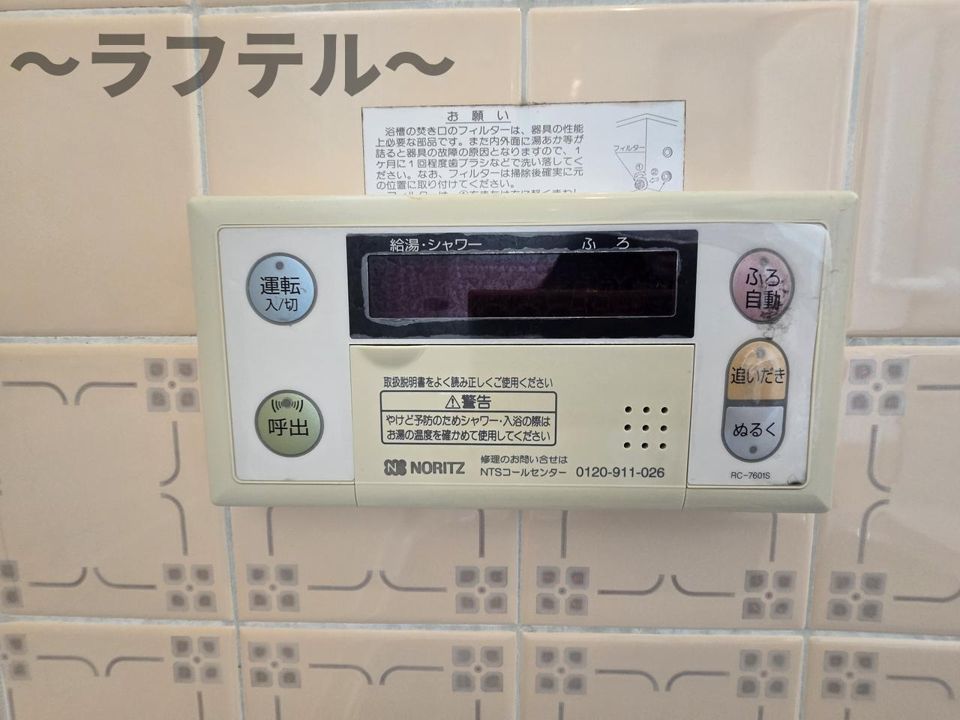 ～ラフテル～
お願い
浴槽の焚き口のフィルターは、器具の性能
上必要な部品です。また内外面に湯あか等が
詰ると器具の故障の原因となりますので、1
ヶ月に1回程度歯ブラシなどで洗い落してく
ださい。なお、フィルターは掃除後確実に元
の位置に取り付けてください。
フィルター
①
②
給湯・シャワー
ふろ
運転
入/切
ふろ
自動
追いだき
ぬるく
呼出
取扱説明書をよく読み正しくご使用ください
⚠警告
やけど予防のためシャワー・入浴の際は
お湯の温度を確かめて使用してください
NORITZ
修理のお問い合せは
NTSコールセンター 0120-911-026
RC-7601S